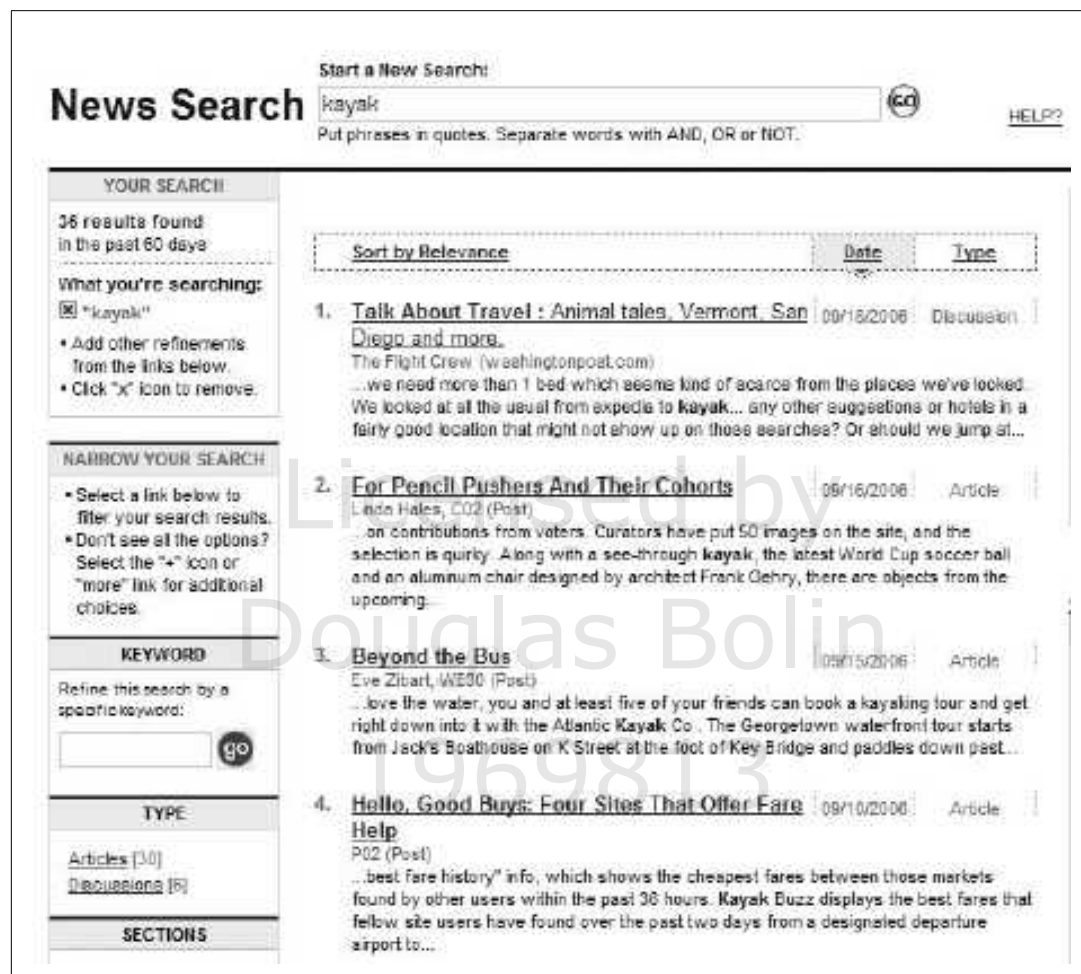 Start a New Search:
News Search
kayak
GO
HELP?
Put phrases in quotes. Separate words with AND, OR or NOT.
YOUR SEARCH
36 results found
in the past 60 days
What you're searching:
"kayak"
• Add other refinements
from the links below.
• Click "x" icon to remove.
NARROW YOUR SEARCH
• Select a link below to
filter your search results.
• Don't see all the options?
Select the "+" icon or
"more" link for additional
choices.
KEYWORD
Refine this search by a
specific keyword:
go
TYPE
Articles [30]
Discussions [6]
SECTIONS
Sort by Relevance Date Type
1. Talk About Travel : Animal tales, Vermont, San 09/18/2006 Discussion
Diego and more.
The Flight Crew (washingtonpost.com)
...we need more than 1 bed which seems kind of scarce from the places we've looked.
We looked at all the usual from expedia to kayak... any other suggestions or hotels in a
fairly good location that might not show up on those searches? Or should we jump at...
2. For Pencil Pushers And Their Cohorts 09/16/2006 Article
Linda Hales, C02 (Post)
...on contributions from voters. Curators have put 50 images on the site, and the
selection is quirky. Along with a see-through kayak, the latest World Cup soccer ball
and an aluminum chair designed by architect Frank Gehry, there are objects from the
upcoming...
3. Beyond the Bus 09/15/2006 Article
Eve Zibart, WE30 (Post)
...love the water, you and at least five of your friends can book a kayaking tour and get
right down into it with the Atlantic Kayak Co . The Georgetown waterfront tour starts
from Jack's Boathouse on K Street at the foot of Key Bridge and paddles down past...
4. Hello, Good Buys: Four Sites That Offer Fare 09/10/2006 Article
Help
P02 (Post)
...best fare history" info, which shows the cheapest fares between those markets
found by other users within the past 36 hours. Kayak Buzz displays the best fares that
fellow site users have found over the past two days from a designated departure
airport to...
Licensed by
Douglas Bolin
1969813